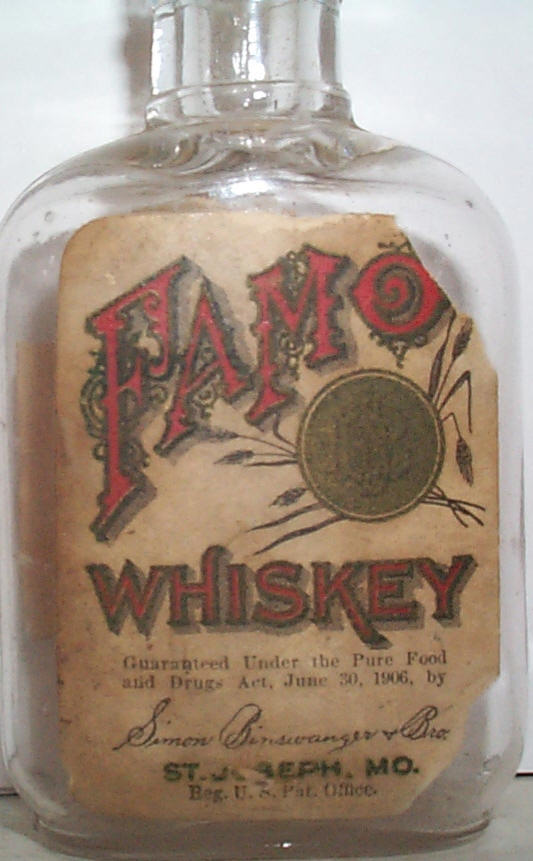 FAMO
WHISKEY
Guaranteed Under the Pure Food
and Drugs Act, June 30, 1906, by
Simon Binswanger & Bro.
ST. JOSEPH, MO.
Reg. U. S. Pat. Office.